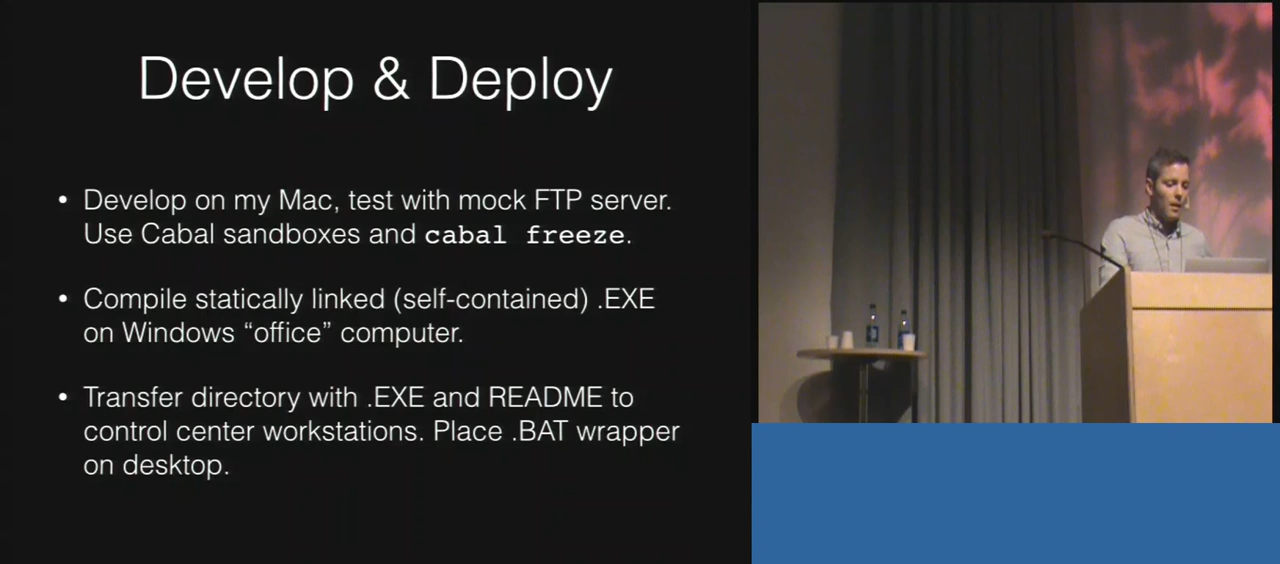 Develop & Deploy
• Develop on my Mac, test with mock FTP server.
Use Cabal sandboxes and cabal freeze.
• Compile statically linked (self-contained) .EXE
on Windows “office” computer.
• Transfer directory with .EXE and README to
control center workstations. Place .BAT wrapper
on desktop.